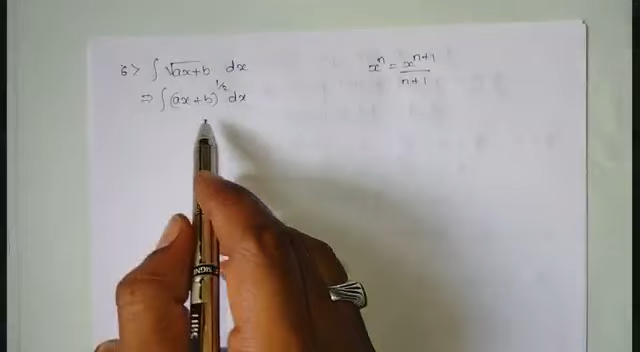 6> ∫ √ax+b dx
⇒ ∫ (ax+b)^1/2 dx
x^n = x^n+1 / n+1